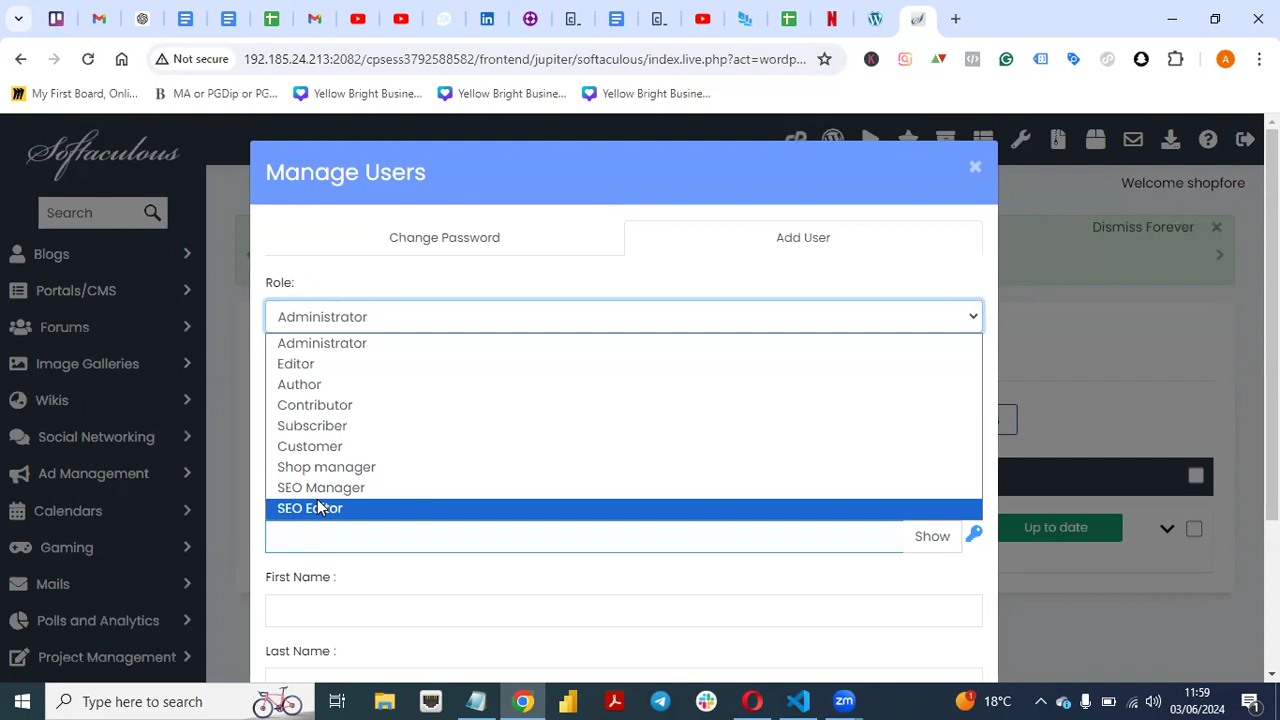 Not secure
192.185.24.213:2082/cpsess3792588582/frontend/jupiter/softaculous/index.live.php?act=wordp...
A
My First Board, Onli...
B MA or PGDip or PG...
Yellow Bright Busine...
Yellow Bright Busine...
Yellow Bright Busine...
Softaculous
Manage Users
Welcome shopfore
Search
Change Password
Add User
Dismiss Forever
Blogs
Role:
Portals/CMS
Administrator
Forums
Administrator
Image Galleries
Editor
Author
Wikis
Contributor
Subscriber
Social Networking
Customer
Shop manager
Ad Management
SEO Manager
Calendars
SEO Editor
Show
Up to date
Gaming
First Name :
Mails
Polls and Analytics
Last Name :
Project Management
Type here to search
1
18°C
11:59
03/06/2024
1